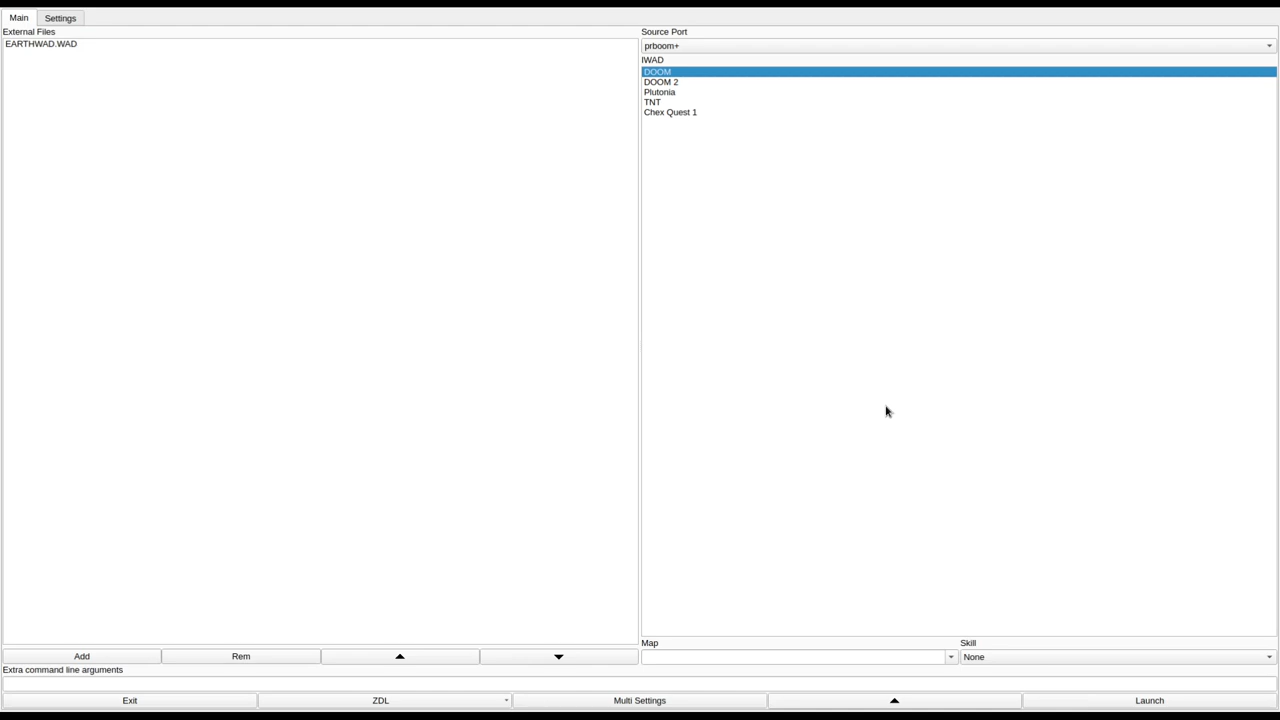 Main Settings
External Files
EARTHWAD.WAD
Source Port
prboom+
IWAD
DOOM
DOOM 2
Plutonia
TNT
Chex Quest 1
Map
Skill
None
Add Rem
Extra command line arguments
Exit ZDL Multi Settings Launch